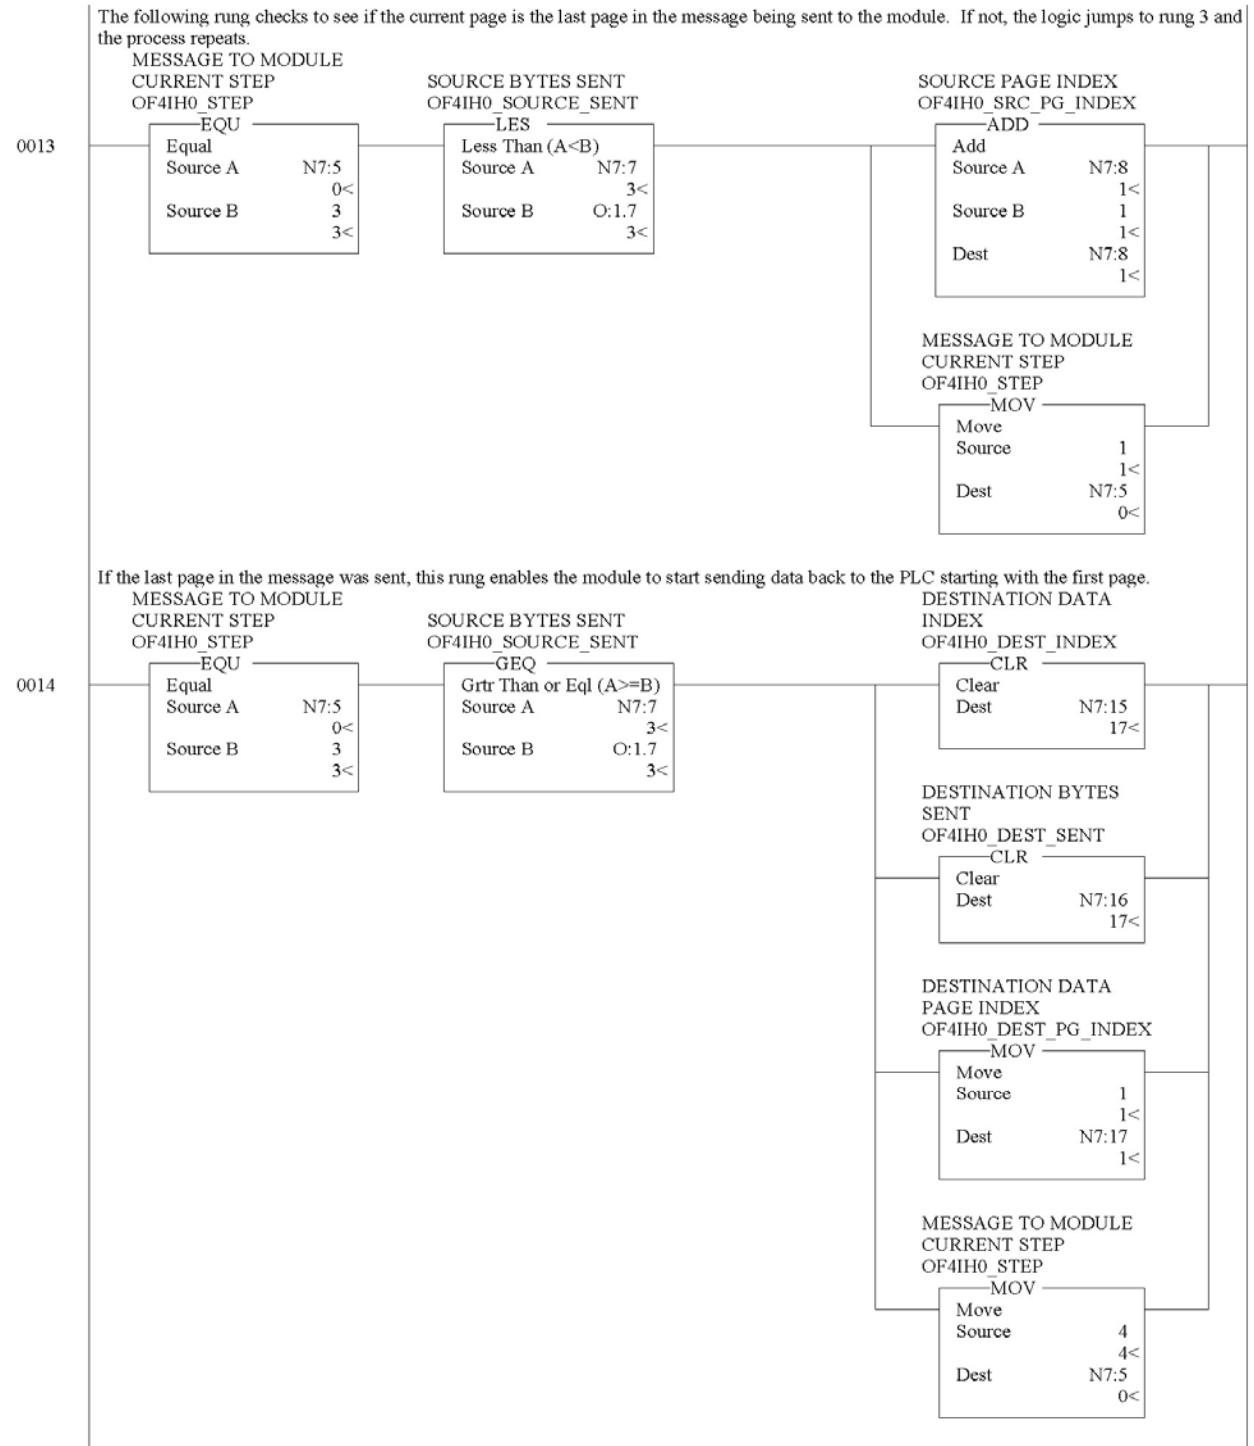 The following rung checks to see if the current page is the last page in the message being sent to the module.  If not, the logic jumps to rung 3 and
the process repeats.
MESSAGE TO MODULE
CURRENT STEP
OF4IH0_STEP
EQU
Equal
Source A N7:5
0<
Source B 3
3<
SOURCE BYTES SENT
OF4IH0_SOURCE_SENT
LES
Less Than (A<B)
Source A N7:7
3<
Source B O:1.7
3<
SOURCE PAGE INDEX
OF4IH0_SRC_PG_INDEX
ADD
Add
Source A N7:8
1<
Source B 1
1<
Dest N7:8
1<
0013
MESSAGE TO MODULE
CURRENT STEP
OF4IH0_STEP
MOV
Move
Source 1
1<
Dest N7:5
0<
If the last page in the message was sent, this rung enables the module to start sending data back to the PLC starting with the first page.
MESSAGE TO MODULE
CURRENT STEP
OF4IH0_STEP
EQU
Equal
Source A N7:5
0<
Source B 3
3<
SOURCE BYTES SENT
OF4IH0_SOURCE_SENT
GEQ
Grtr Than or Eql (A>=B)
Source A N7:7
3<
Source B O:1.7
3<
DESTINATION DATA
INDEX
OF4IH0_DEST_INDEX
CLR
Clear
Dest N7:15
17<
0014
DESTINATION BYTES
SENT
OF4IH0_DEST_SENT
CLR
Clear
Dest N7:16
17<
DESTINATION DATA
PAGE INDEX
OF4IH0_DEST_PG_INDEX
MOV
Move
Source 1
1<
Dest N7:17
1<
MESSAGE TO MODULE
CURRENT STEP
OF4IH0_STEP
MOV
Move
Source 4
4<
Dest N7:5
0<